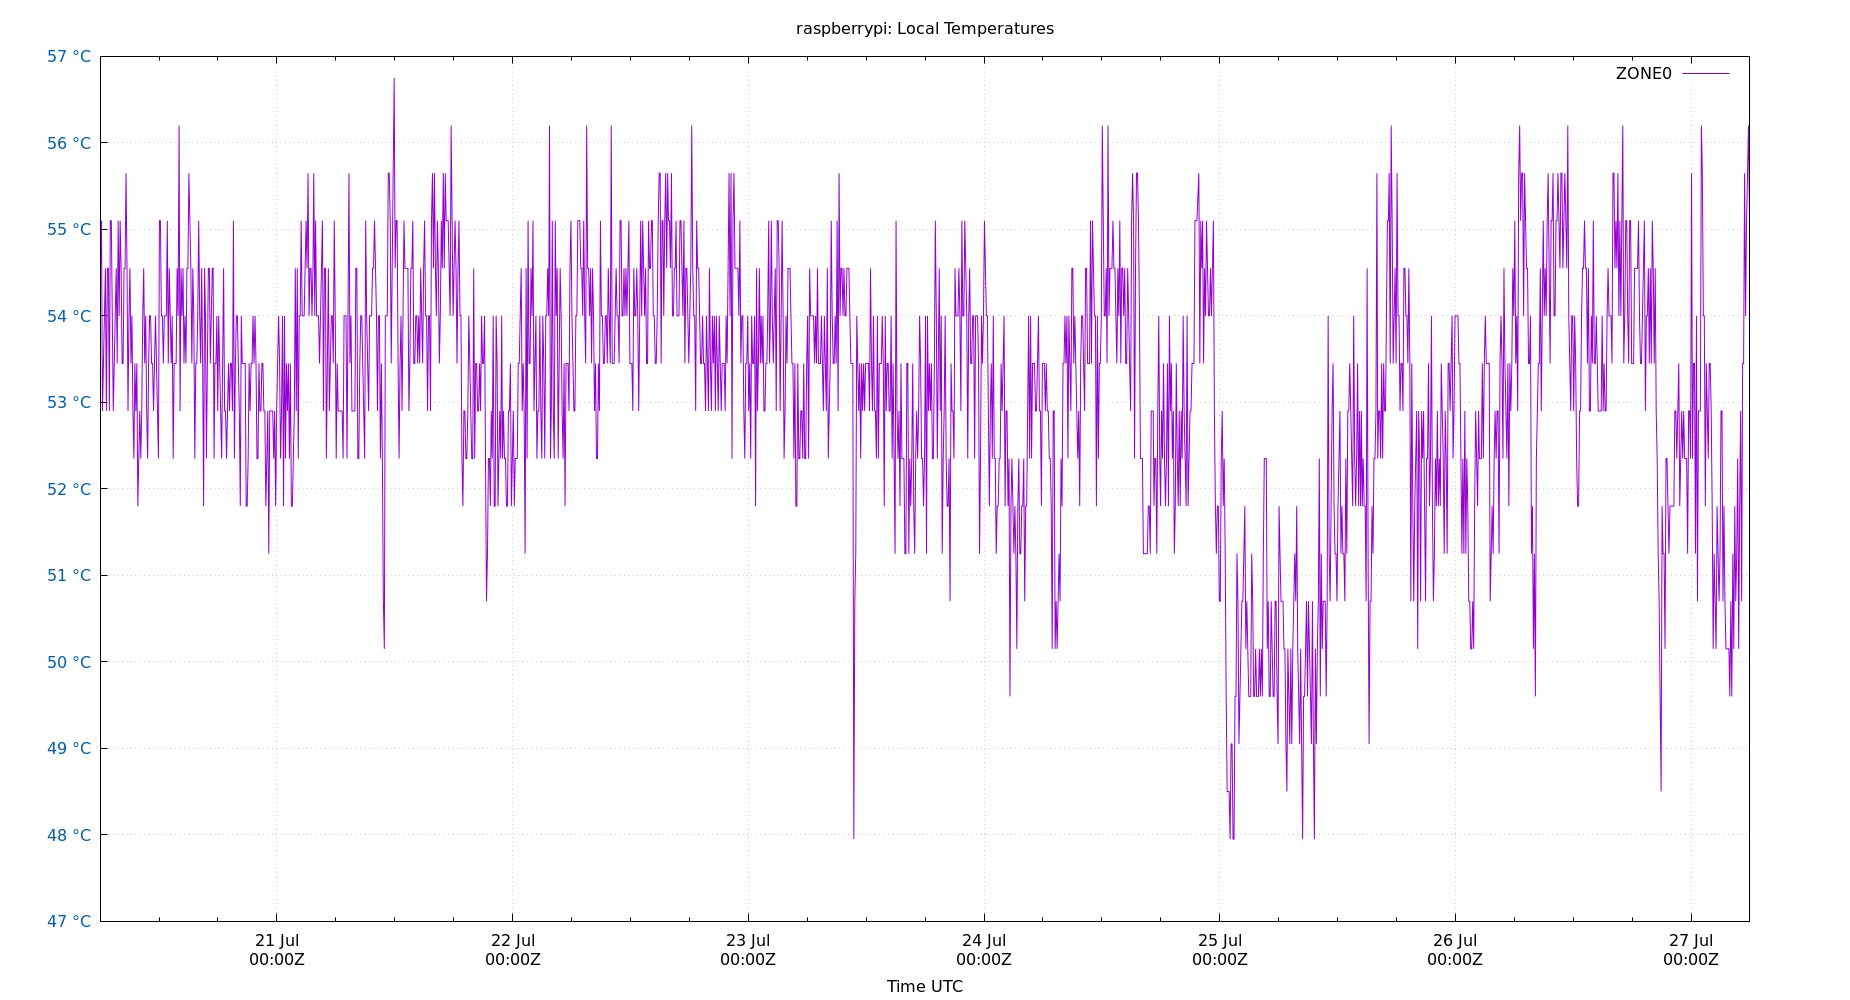 raspberrypi: Local Temperatures
57 °C
ZONE0
56 °C
55 °C
54 °C
53 °C
52 °C
51 °C
50 °C
49 °C
48 °C
47 °C
21 Jul 22 Jul 23 Jul 24 Jul 25 Jul 26 Jul 27 Jul
00:00Z 00:00Z 00:00Z 00:00Z 00:00Z 00:00Z 00:00Z
Time UTC